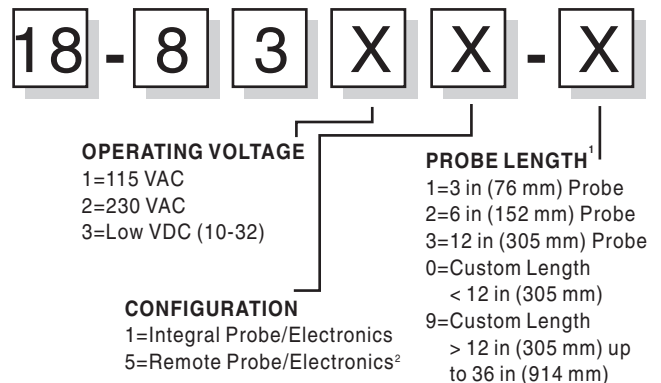 18 - 8 3 X X - X
OPERATING VOLTAGE
1=115 VAC
2=230 VAC
3=Low VDC (10-32)
CONFIGURATION
1=Integral Probe/Electronics
5=Remote Probe/Electronics²
PROBE LENGTH¹
1=3 in (76 mm) Probe
2=6 in (152 mm) Probe
3=12 in (305 mm) Probe
0=Custom Length
< 12 in (305 mm)
9=Custom Length
> 12 in (305 mm) up
to 36 in (914 mm)